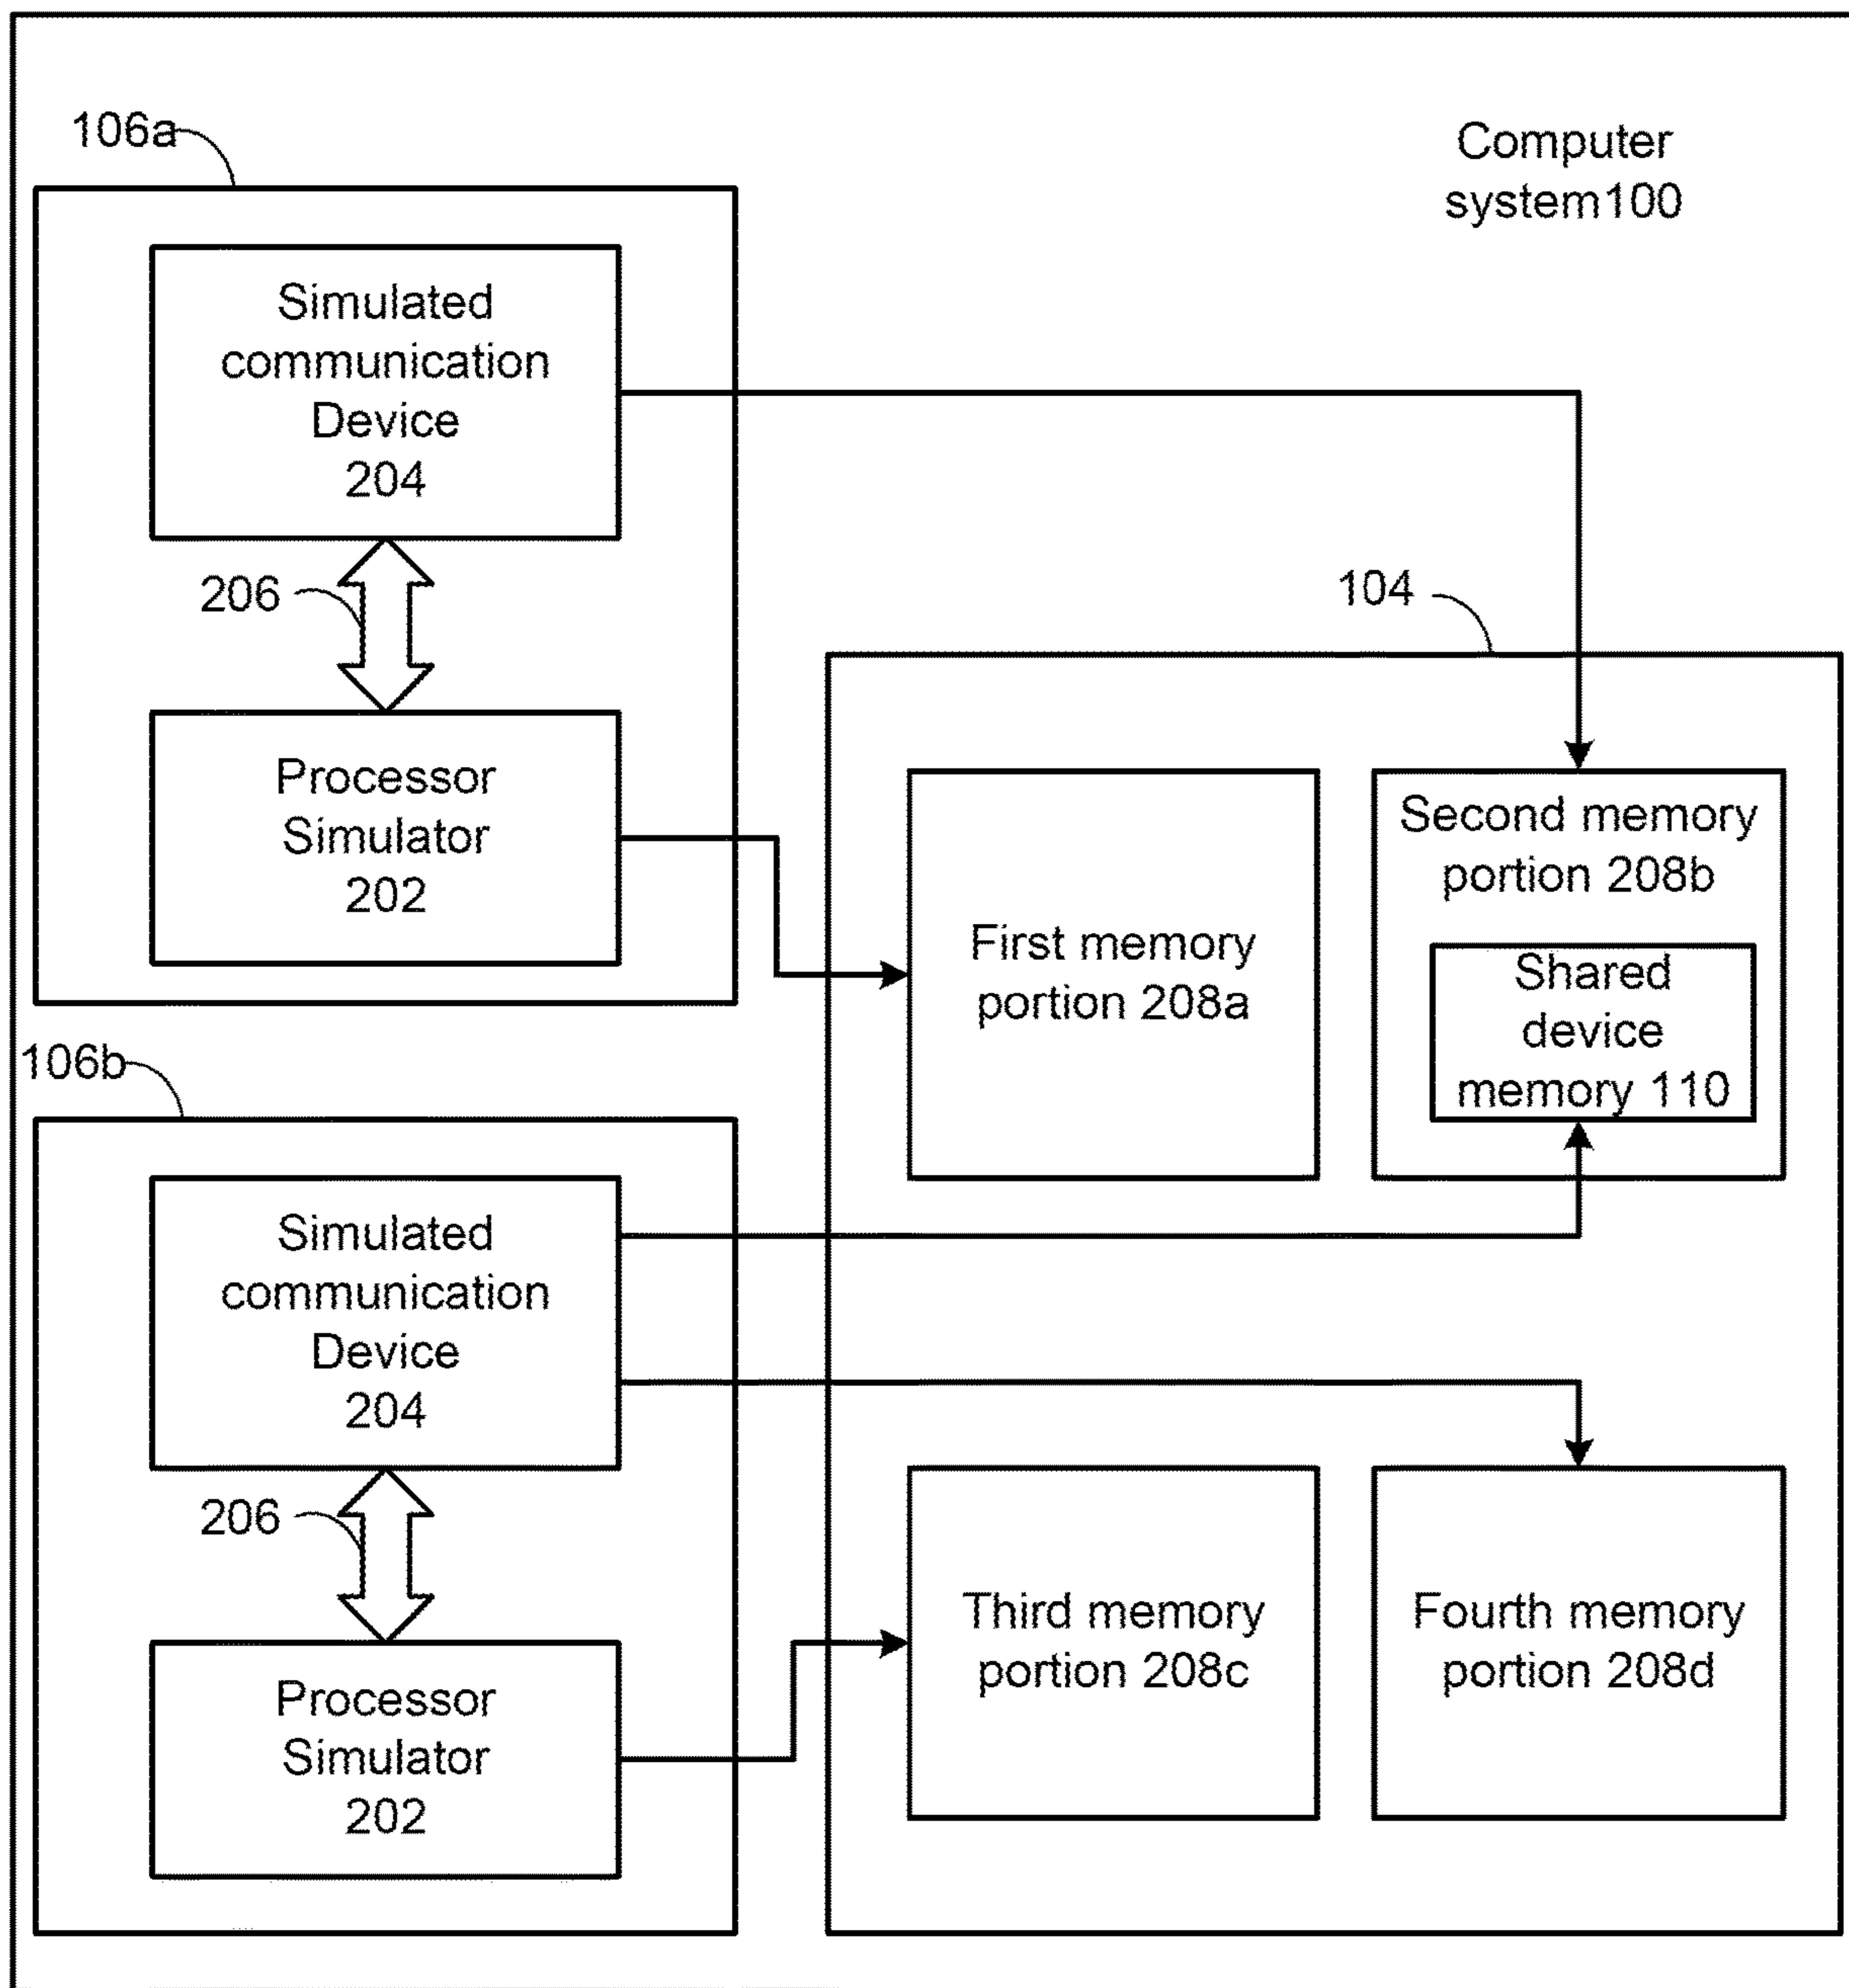 106a
Computer
system100
Simulated
communication
Device
204
206
104
Processor
Simulator
202
First memory
portion 208a
Second memory
portion 208b
Shared
device
memory 110
106b
Simulated
communication
Device
204
206
Processor
Simulator
202
Third memory
portion 208c
Fourth memory
portion 208d